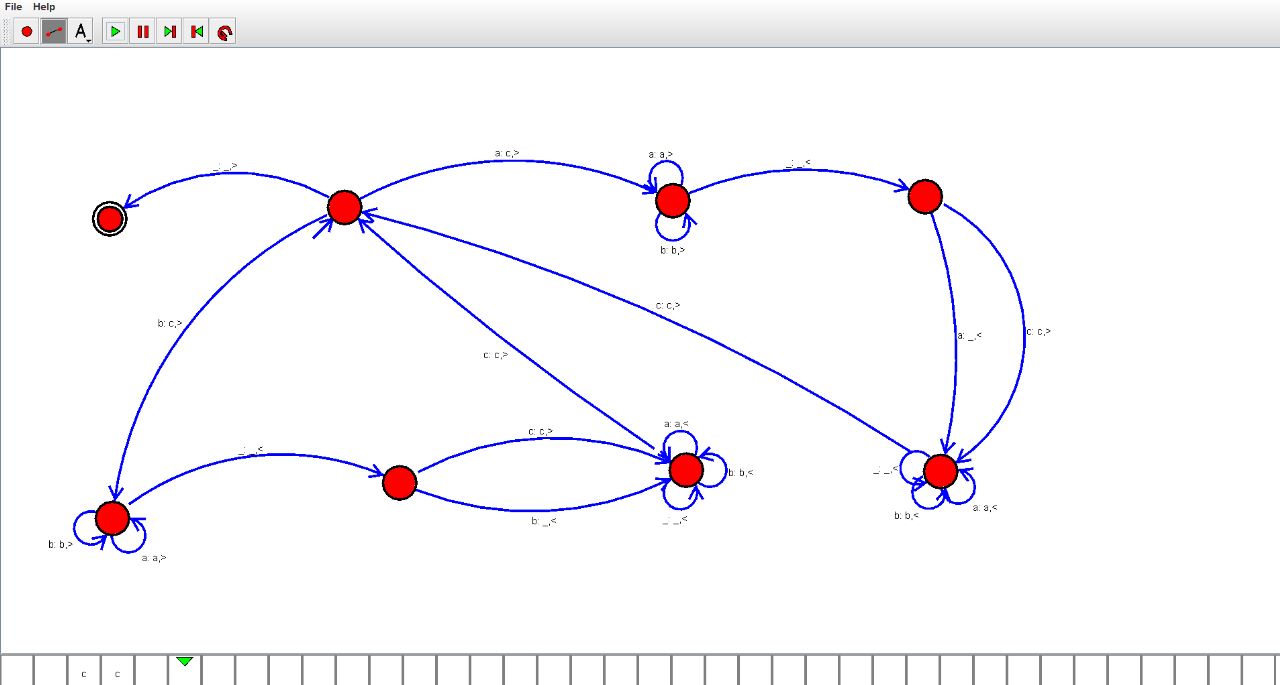 File Help
A
_: _,>
a: c,>
a: a,>
_: _,<
b: b,>
c: c,>
b: c,>
a: _,<
c: c,>
c: c,>
a: a,<
c: c,>
_: _,<
b: b,<
_: _,<
a: a,<
b: b,<
b: _,<
_: _,<
b: b,>
a: a,>
c c